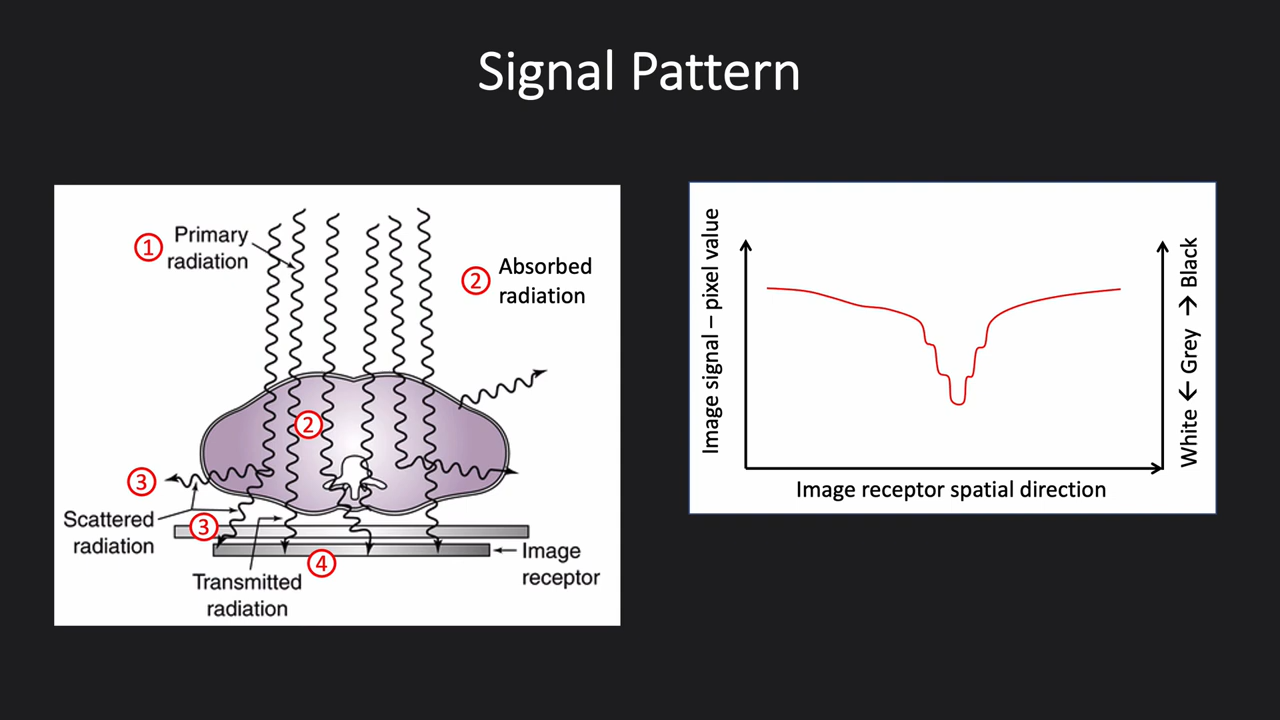 Signal Pattern
① Primary
radiation
② Absorbed
radiation
②
③
③
Scattered
radiation
④
Transmitted
radiation
Image
receptor
Image signal – pixel value
Image receptor spatial direction
White ← Grey → Black